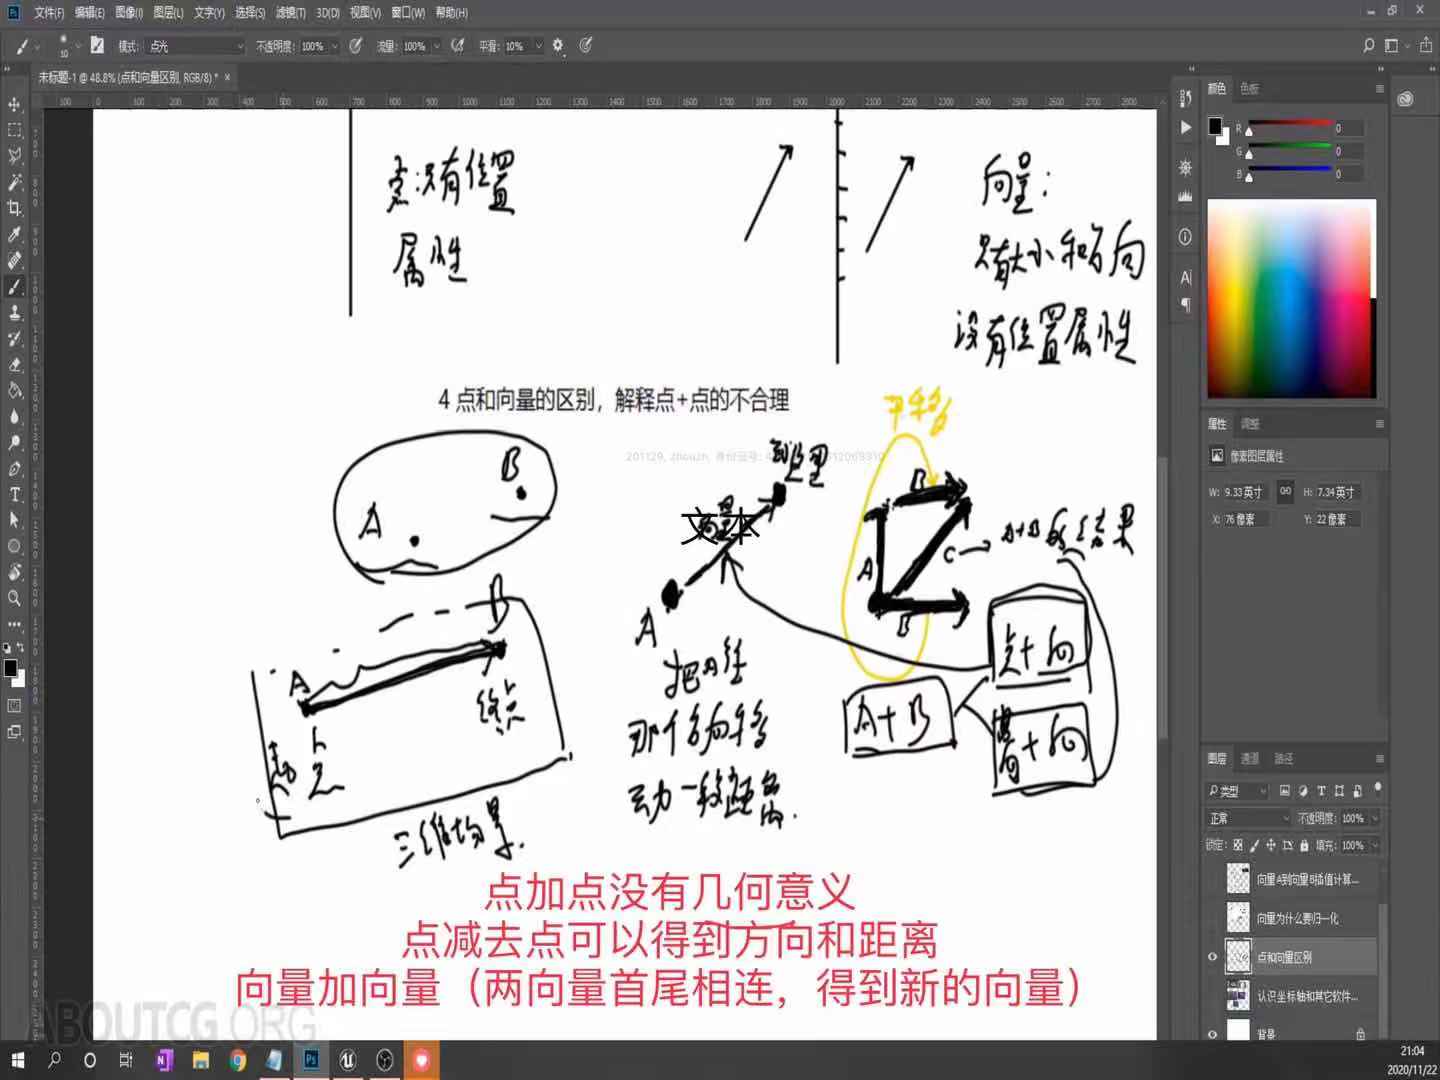 文件(F) 编辑(E) 图像(I) 图层(L) 文字(Y) 选择(S) 滤镜(T) 3D(D) 视图(V) 窗口(W) 帮助(H)
10 模式: 点光 不透明度: 100% 流量: 100% 平滑: 10%
未标题-1 @ 48.8% (点和向量区别, RGB/8) * ×
颜色 色板
R 0
G 0
B 0
点:只有位置
属性
向量:
只有大小和方向
没有位置属性
4 点和向量的区别，解释点+点的不合理
平移
A
B
到这里
文本
A
B
A
B
C
A+B的结果
A
B
起点
终点
三维场景.
把A往
那个方向移
动一段距离.
A+B
点+向
向+向
点加点没有几何意义
点减去点可以得到方向和距离
向量加向量（两向量首尾相连，得到新的向量）
ABOUTCG.ORG
属性 调整
像素图层属性
W: 9.33 英寸 H: 7.34 英寸
X: 76 像素 Y: 22 像素
图层 通道 路径
类型
正常 不透明度: 100%
锁定: 填充: 100%
向量A到向量B插值计算...
向量为什么要归一化
点和向量区别
认识坐标轴和其它软件...
背景
21:04
2020/11/22